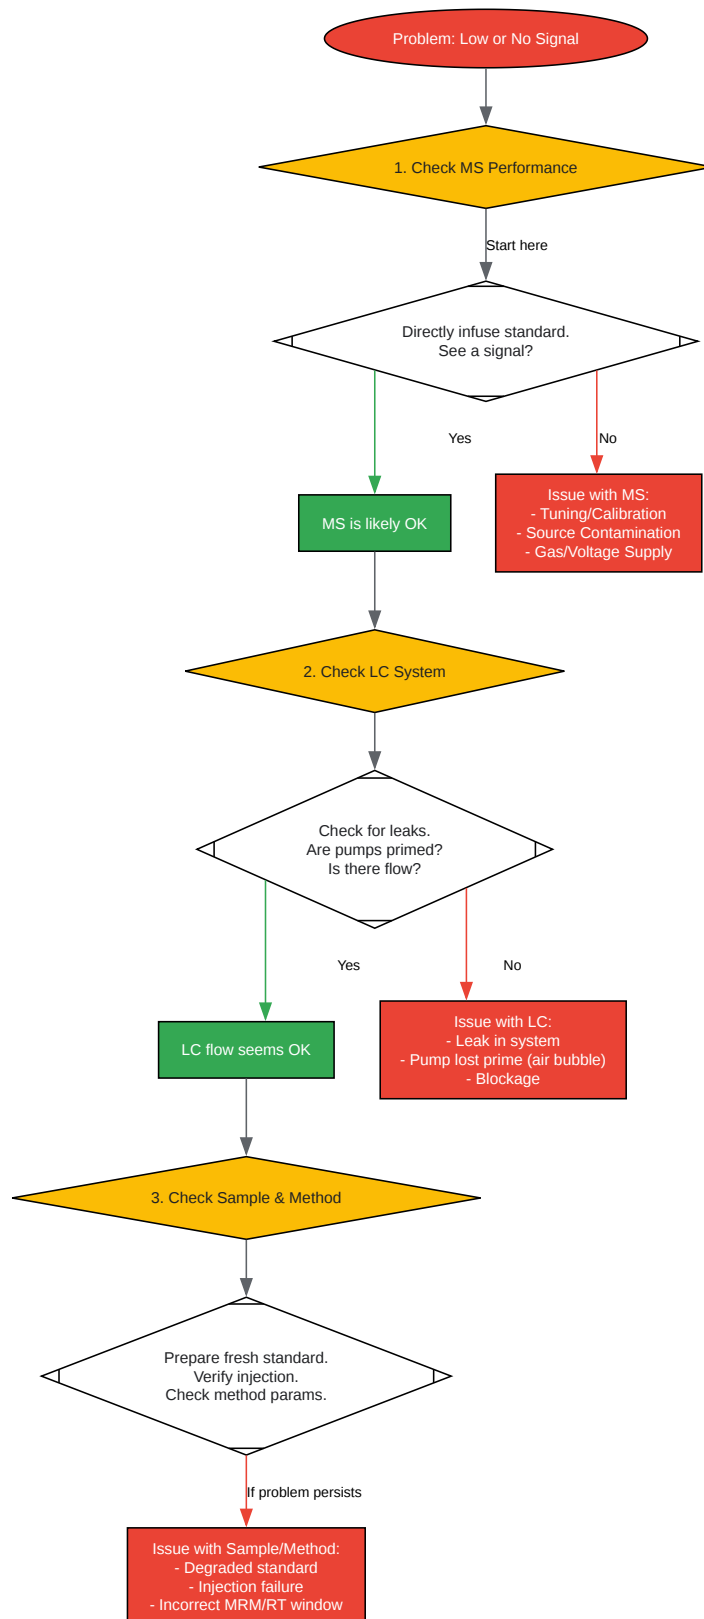 Problem: Low or No Signal
1. Check MS Performance
Start here
Directly infuse standard.
See a signal?
Yes
No
MS is likely OK
Issue with MS:
- Tuning/Calibration
- Source Contamination
- Gas/Voltage Supply
2. Check LC System
Check for leaks.
Are pumps primed?
Is there flow?
Yes
No
LC flow seems OK
Issue with LC:
- Leak in system
- Pump lost prime (air bubble)
- Blockage
3. Check Sample & Method
Prepare fresh standard.
Verify injection.
Check method params.
If problem persists
Issue with Sample/Method:
- Degraded standard
- Injection failure
- Incorrect MRM/RT window